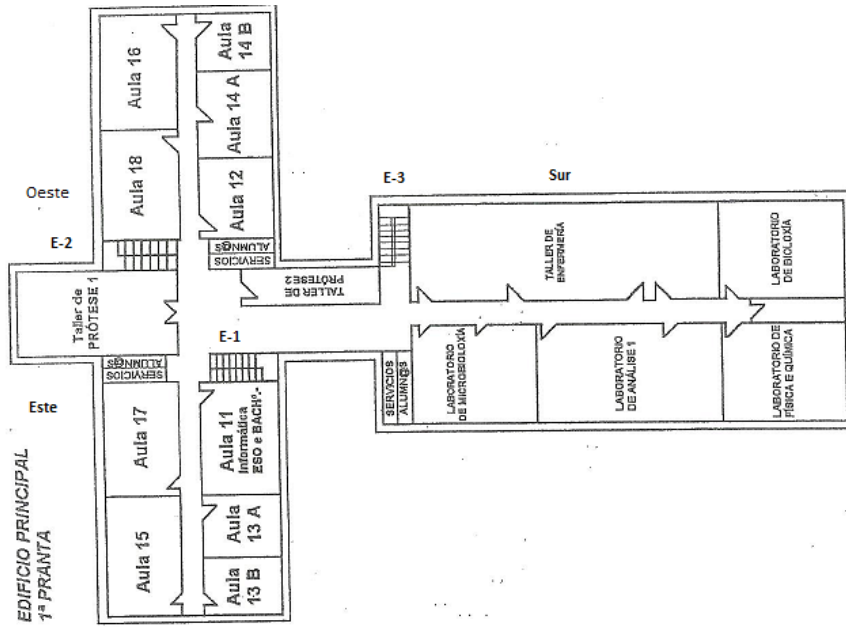 EDIFICIO PRINCIPAL
1ª PRANTA
Oeste
E-2
Este
Aula 16
Aula 18
Aula 14 B
Aula 14 A
Aula 12
SERVICIOS
ALUMN@S
Taller de
PRÓTESE 1
SERVICIOS
ALUMN@S
E-1
TALLER DE
PRÓTESE2
Aula 17
Aula 15
Aula 11
Informática
ESO e BACHº.-
Aula
13 A
Aula
13 B
E-3
Sur
SERVICIOS
ALUMN@S
TALLER DE
ENFERMERÍA
LABORATORIO
DE BIOLOXÍA
LABORATORIO
DE MICROBIOLOXÍA
LABORATORIO
DE ANÁLISE 1
LABORATORIO DE
FÍSICA E QUÍMICA